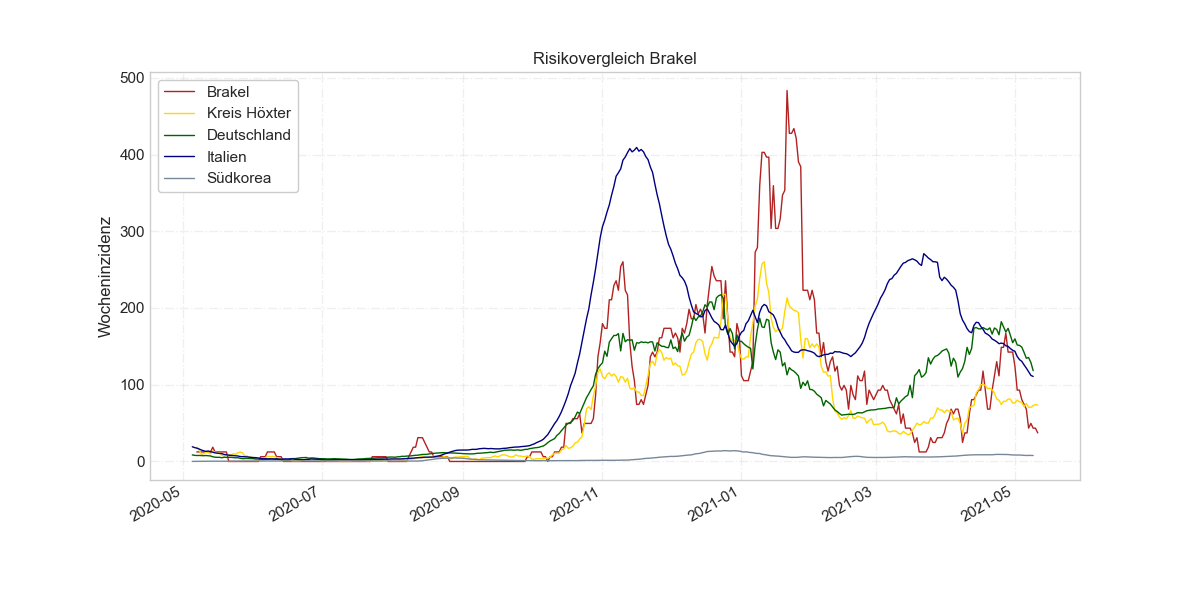 Risikovergleich Brakel
Wocheninzidenz
500
400
300
200
100
0
Brakel
Kreis Höxter
Deutschland
Italien
Südkorea
2020-05
2020-07
2020-09
2020-11
2021-01
2021-03
2021-05